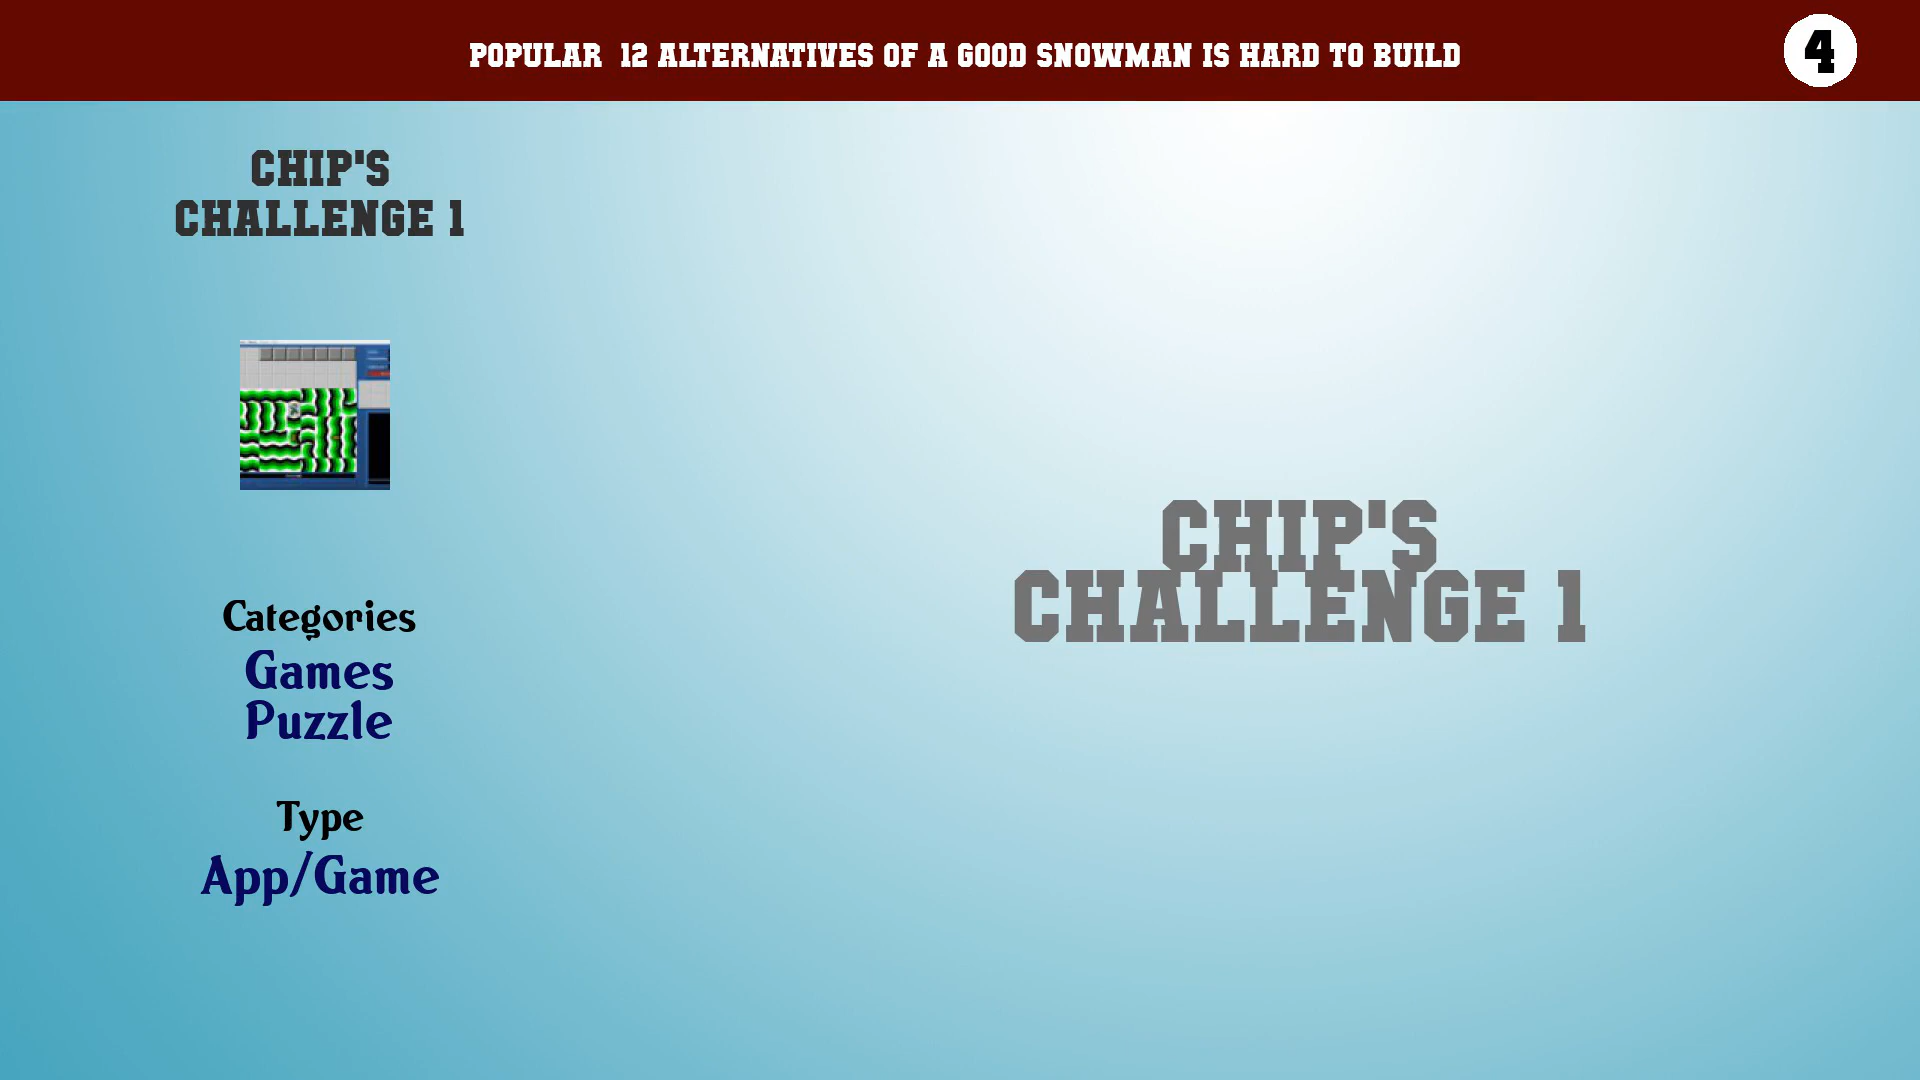 POPULAR 12 ALTERNATIVES OF A GOOD SNOWMAN IS HARD TO BUILD
4
CHIP'S
CHALLENGE 1
Categories
Games
Puzzle
Type
App/Game
CHIP'S
CHALLENGE 1